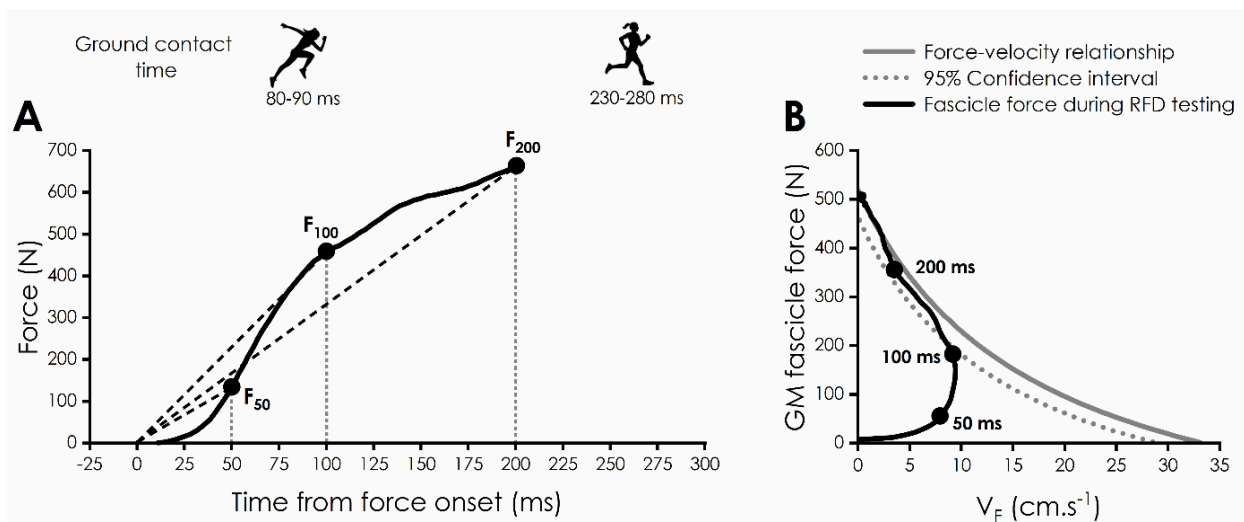 Ground contact
time
80-90 ms
230-280 ms
Force-velocity relationship
95% Confidence interval
Fascicle force during RFD testing
A
Force (N)
700
600
500
400
300
200
100
0
F₅₀
F₁₀₀
F₂₀₀
-25 0 25 50 75 100 125 150 175 200 225 250 275 300
Time from force onset (ms)
B
GM fascicle force (N)
600
500
400
300
200
100
0
200 ms
100 ms
50 ms
0 5 10 15 20 25 30 35
V_F (cm.s⁻¹)